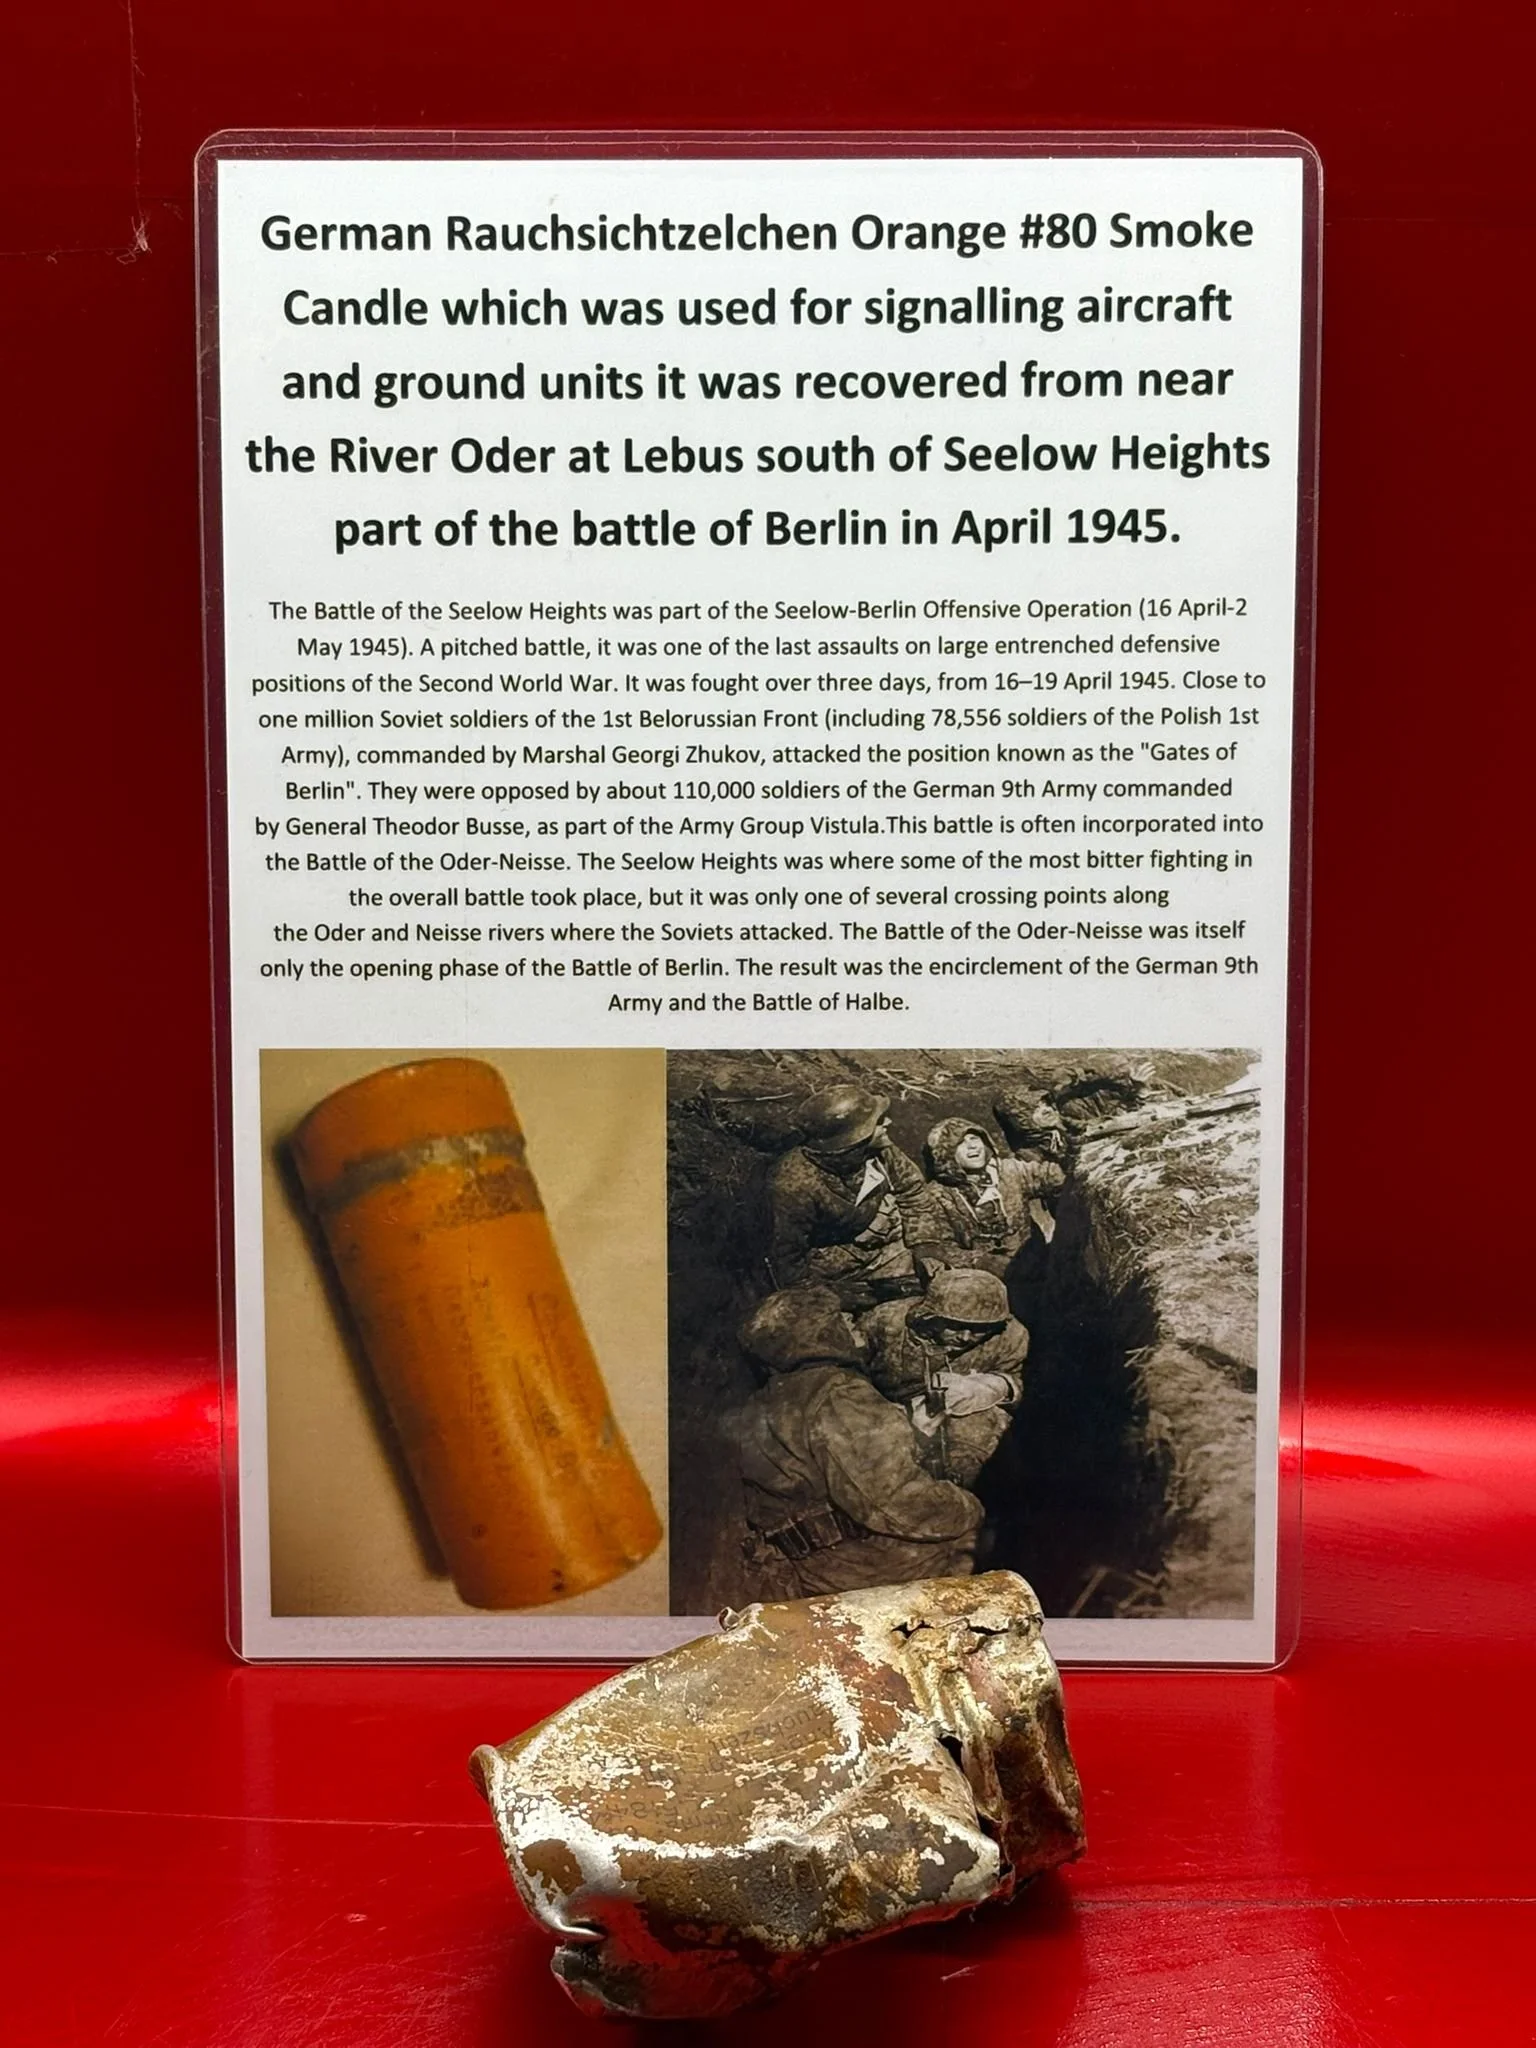 German Rauchsichtzelchen Orange #80 Smoke
Candle which was used for signalling aircraft
and ground units it was recovered from near
the River Oder at Lebus south of Seelow Heights
part of the battle of Berlin in April 1945.
The Battle of the Seelow Heights was part of the Seelow-Berlin Offensive Operation (16 April-2
May 1945). A pitched battle, it was one of the last assaults on large entrenched defensive
positions of the Second World War. It was fought over three days, from 16–19 April 1945. Close to
one million Soviet soldiers of the 1st Belorussian Front (including 78,556 soldiers of the Polish 1st
Army), commanded by Marshal Georgi Zhukov, attacked the position known as the "Gates of
Berlin". They were opposed by about 110,000 soldiers of the German 9th Army commanded
by General Theodor Busse, as part of the Army Group Vistula.This battle is often incorporated into
the Battle of the Oder-Neisse. The Seelow Heights was where some of the most bitter fighting in
the overall battle took place, but it was only one of several crossing points along
the Oder and Neisse rivers where the Soviets attacked. The Battle of the Oder-Neisse was itself
only the opening phase of the Battle of Berlin. The result was the encirclement of the German 9th
Army and the Battle of Halbe.